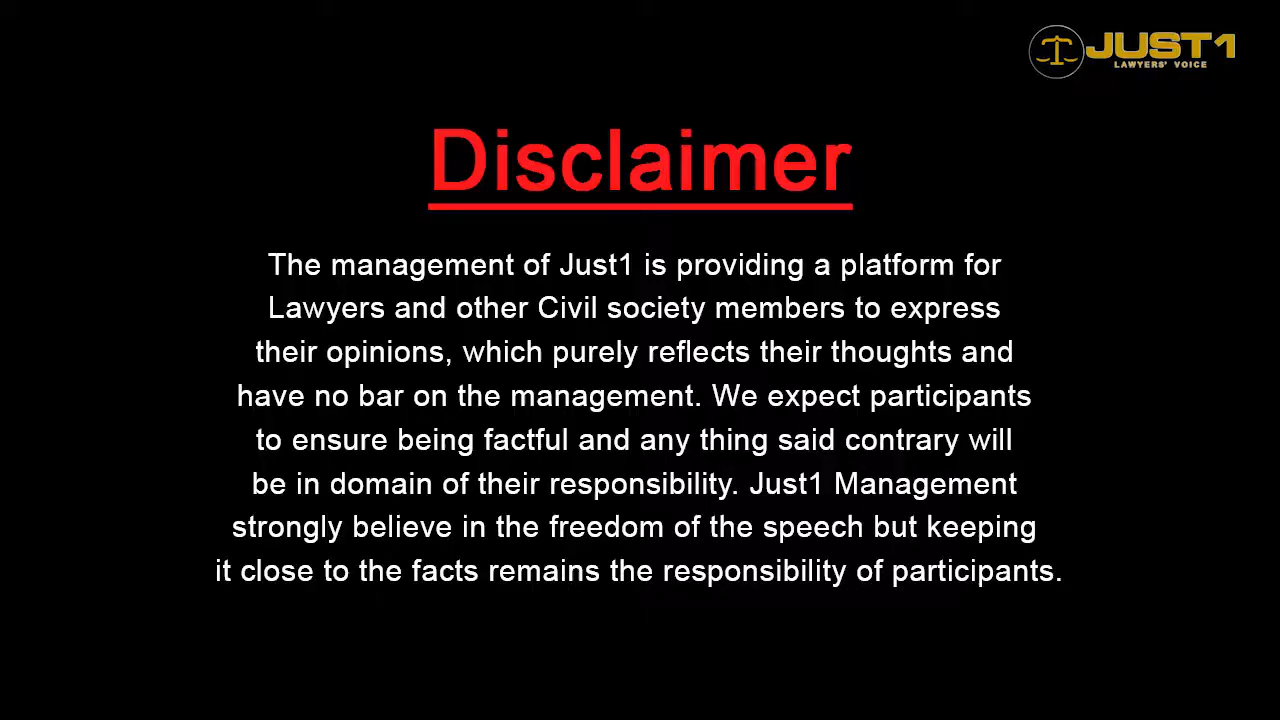 JUST1
LAWYERS' VOICE
Disclaimer
The management of Just1 is providing a platform for
Lawyers and other Civil society members to express
their opinions, which purely reflects their thoughts and
have no bar on the management. We expect participants
to ensure being factful and any thing said contrary will
be in domain of their responsibility. Just1 Management
strongly believe in the freedom of the speech but keeping
it close to the facts remains the responsibility of participants.